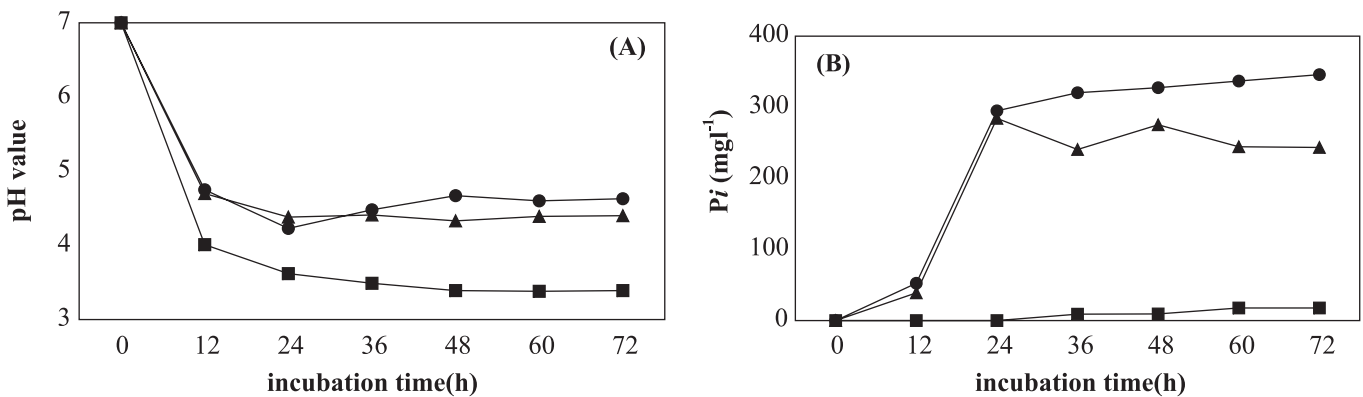 (A)
pH value
7
6
5
4
3
0 12 24 36 48 60 72
incubation time(h)
(B)
Pi (mgl⁻¹)
400
300
200
100
0
0 12 24 36 48 60 72
incubation time(h)